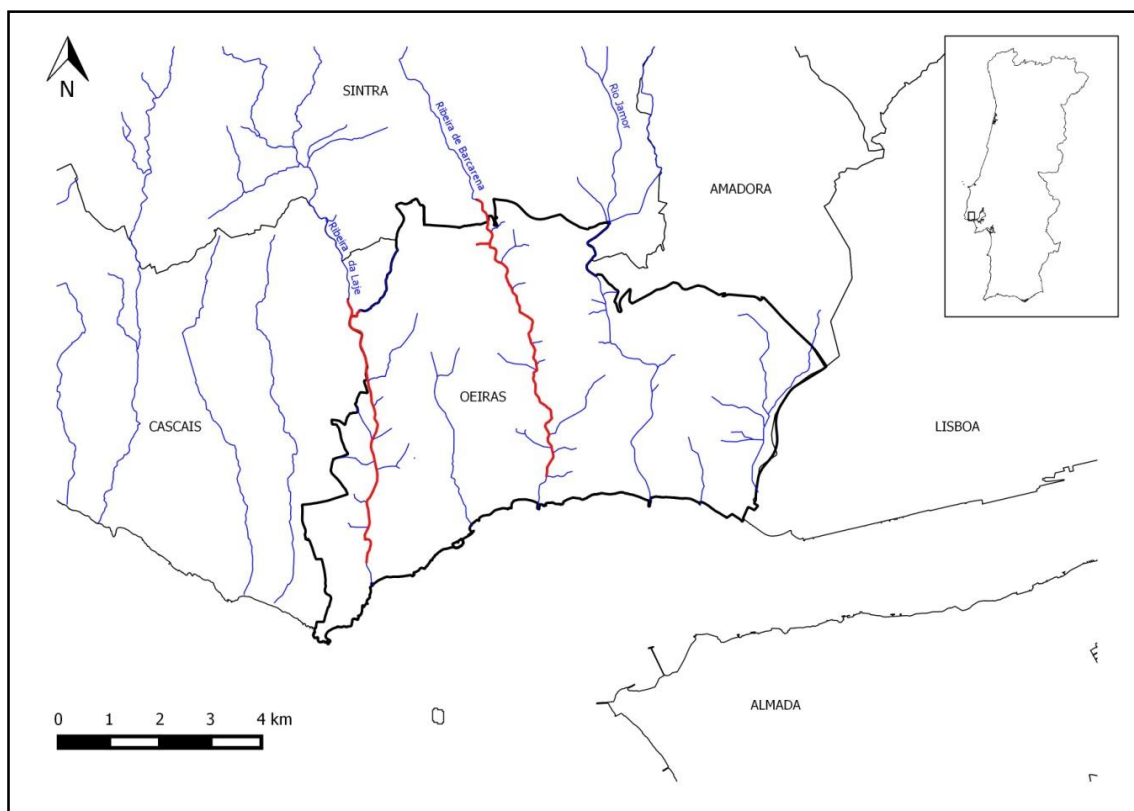 N
SINTRA
Ribeira de Barcarena
Rio Jamor
AMADORA
Ribeira da Laje
OEIRAS
CASCAIS
LISBOA
0 1 2 3 4 km
ALMADA